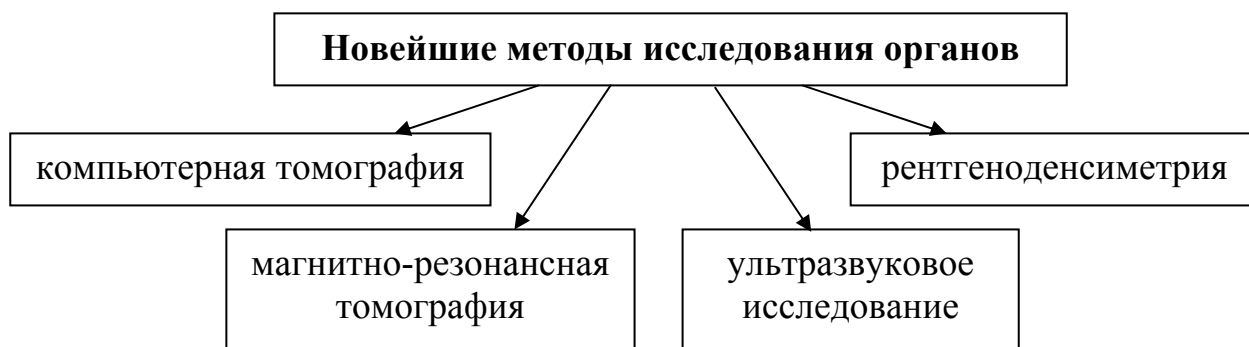 Новейшие методы исследования органов
компьютерная томография
рентгеноденсиметрия
магнитно-резонансная
томография
ультразвуковое
исследование